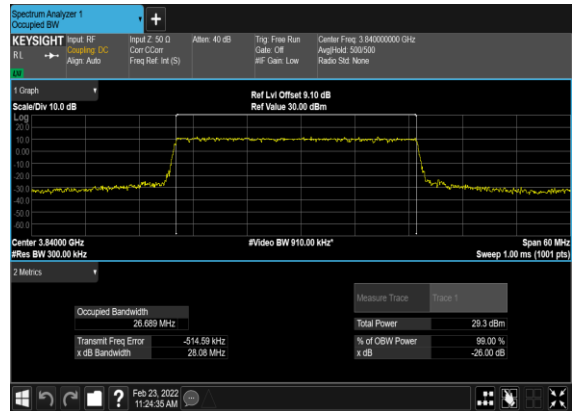 Spectrum Analyzer 1
Occupied BW
+
KEYSIGHT Input: RF Input Z: 50 Ω Atten: 40 dB Trig: Free Run Center Freq: 3.840000000 GHz
Coupling: DC Corr CCorr Gate: Off Avg|Hold: 500/500
R L Align: Auto Freq Ref: Int (S) #IF Gain: Low Radio Std: None
1 Graph
Scale/Div 10.0 dB Ref Lvl Offset 9.10 dB
Ref Value 30.00 dBm
Log
20.0
10.0
0.00
-10.0
-20.0
-30.0
-40.0
-50.0
-60.0
Center 3.84000 GHz #Video BW 910.00 kHz* Span 60 MHz
#Res BW 300.00 kHz Sweep 1.00 ms (1001 pts)
2 Metrics
Measure Trace Trace 1
Occupied Bandwidth
26.689 MHz Total Power 29.3 dBm
Transmit Freq Error -514.59 kHz % of OBW Power 99.00 %
x dB Bandwidth 28.08 MHz x dB -26.00 dB
? Feb 23, 2022
11:24:35 AM